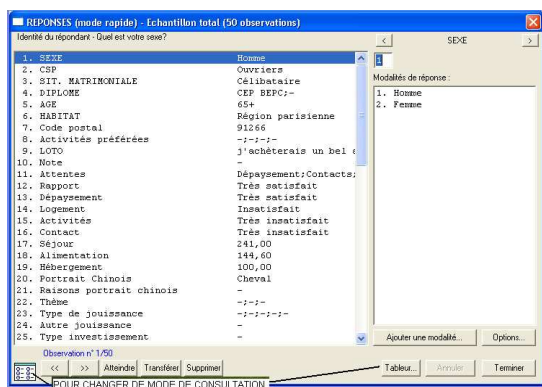 REPONSES (mode rapide) - Echantillon total (50 observations)
Identité du répondant - Quel est votre sexe?
< SEXE >
1
Modalités de réponse :
1. Homme
2. Femme
1. SEXE Homme
2. CSP Ouvriers
3. SIT. MATRIMONIALE Célibataire
4. DIPLOME CEP BEPC;-
5. AGE 65+
6. HABITAT Région parisienne
7. Code postal 91266
8. Activités préférées -;-;-;-
9. LOTO j'achèterais un bel
10. Note -
11. Attentes Dépaysement;Contacts;
12. Rapport Très satisfait
13. Dépaysement Très satisfait
14. Logement Insatisfait
15. Activités Très insatisfait
16. Contact Très insatisfait
17. Séjour 241,00
18. Alimentation 144,60
19. Hébergement 100,00
20. Portrait Chinois Cheval
21. Raisons portrait chinois -
22. Thème -;-;-
23. Type de jouissance -;-;-;-;-
24. Autre jouissance -
25. Type investissement -
Ajouter une modalité... Options...
Observation n° 1/50
<< >> Atteindre Transférer Supprimer Tableur... Annuler Terminer
POUR CHANGER DE MODE DE CONSULTATION